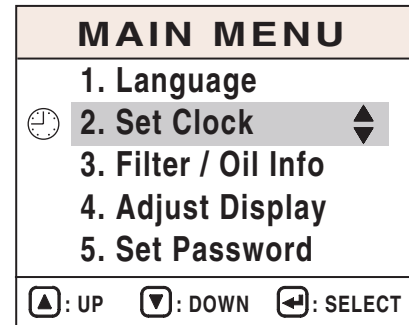 MAIN MENU
1. Language
2. Set Clock
3. Filter / Oil Info
4. Adjust Display
5. Set Password
: UP : DOWN : SELECT